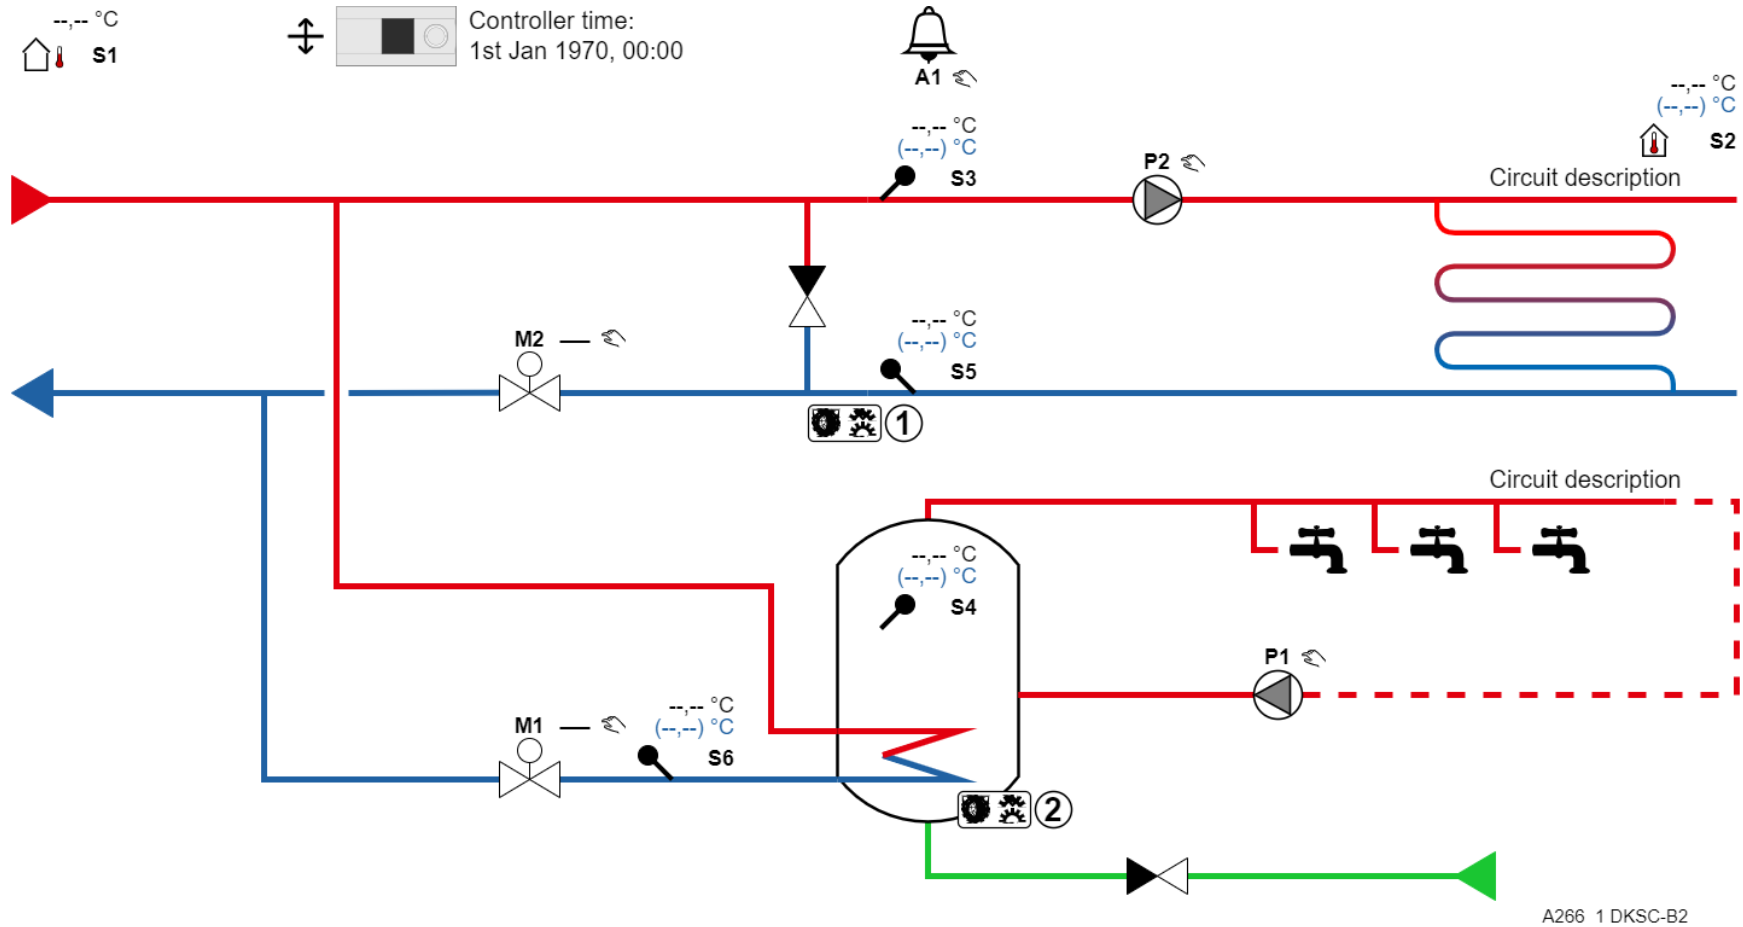 --,-- °C
S1
Controller time:
1st Jan 1970, 00:00
A1
--,-- °C
(--,--) °C
S2
--,-- °C
(--,--) °C
S3
P2
Circuit description
M2
--,-- °C
(--,--) °C
S5
1
Circuit description
--,-- °C
(--,--) °C
S4
P1
M1
--,-- °C
(--,--) °C
S6
2
A266 1 DKSC-B2